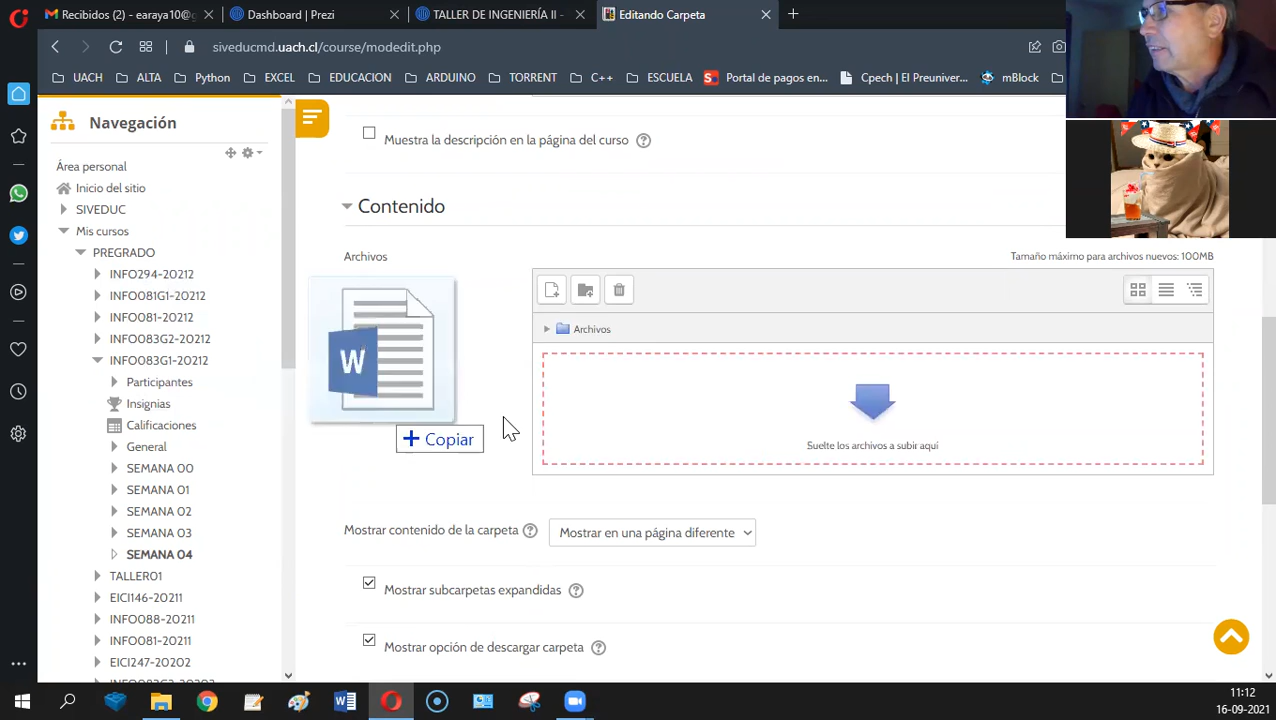 Recibidos (2) - earaya10@g
Dashboard | Prezi
TALLER DE INGENIERÍA II -
Editando Carpeta
siveducmd.uach.cl/course/modedit.php
UACH
ALTA
Python
EXCEL
EDUCACION
ARDUINO
TORRENT
C++
ESCUELA
Portal de pagos en...
Cpech | El Preuniver...
mBlock
Navegación
Área personal
Inicio del sitio
SIVEDUC
Mis cursos
PREGRADO
INFO294-20212
INFO081G1-20212
INFO081-20212
INFO083G2-20212
INFO083G1-20212
Participantes
Insignias
Calificaciones
General
SEMANA 00
SEMANA 01
SEMANA 02
SEMANA 03
SEMANA 04
TALLER01
EICI146-20211
INFO088-20211
INFO081-20211
EICI247-20202
Muestra la descripción en la página del curso
Contenido
Archivos
Tamaño máximo para archivos nuevos: 100MB
Archivos
W
+ Copiar
Suelte los archivos a subir aquí
Mostrar contenido de la carpeta
Mostrar en una página diferente
Mostrar subcarpetas expandidas
Mostrar opción de descargar carpeta
11:12
16-09-2021